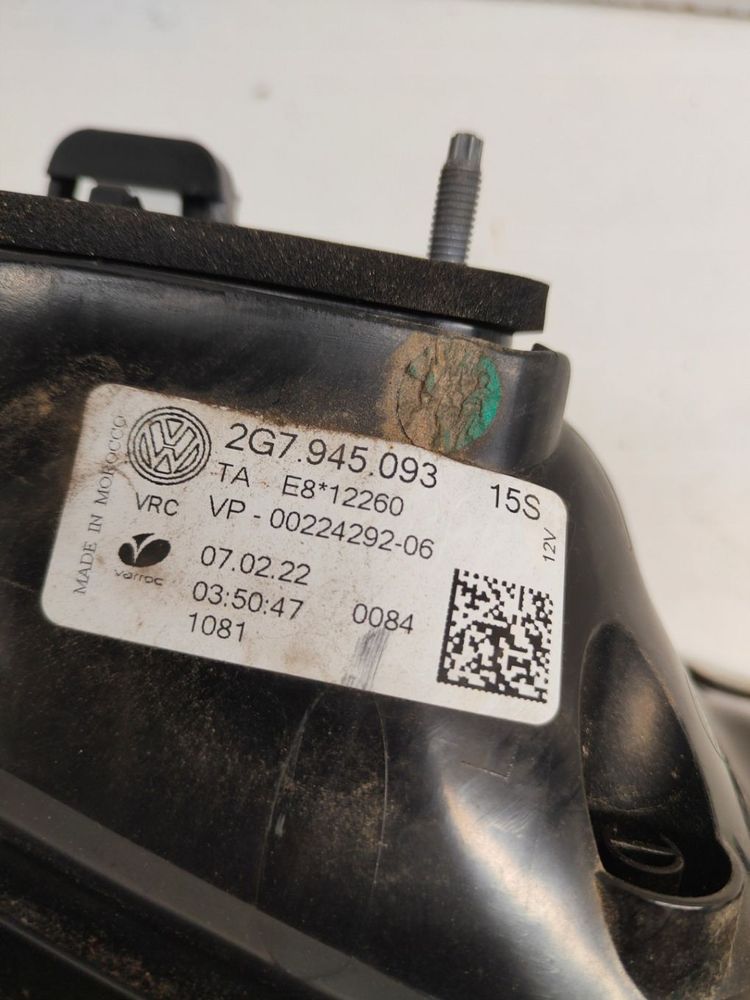 MADE IN MOROCCO
VW
2G7.945.093
15S
TA E8*12260
VRC VP - 00224292-06
12V
varroc
07.02.22
03:50:47 0084
1081
L